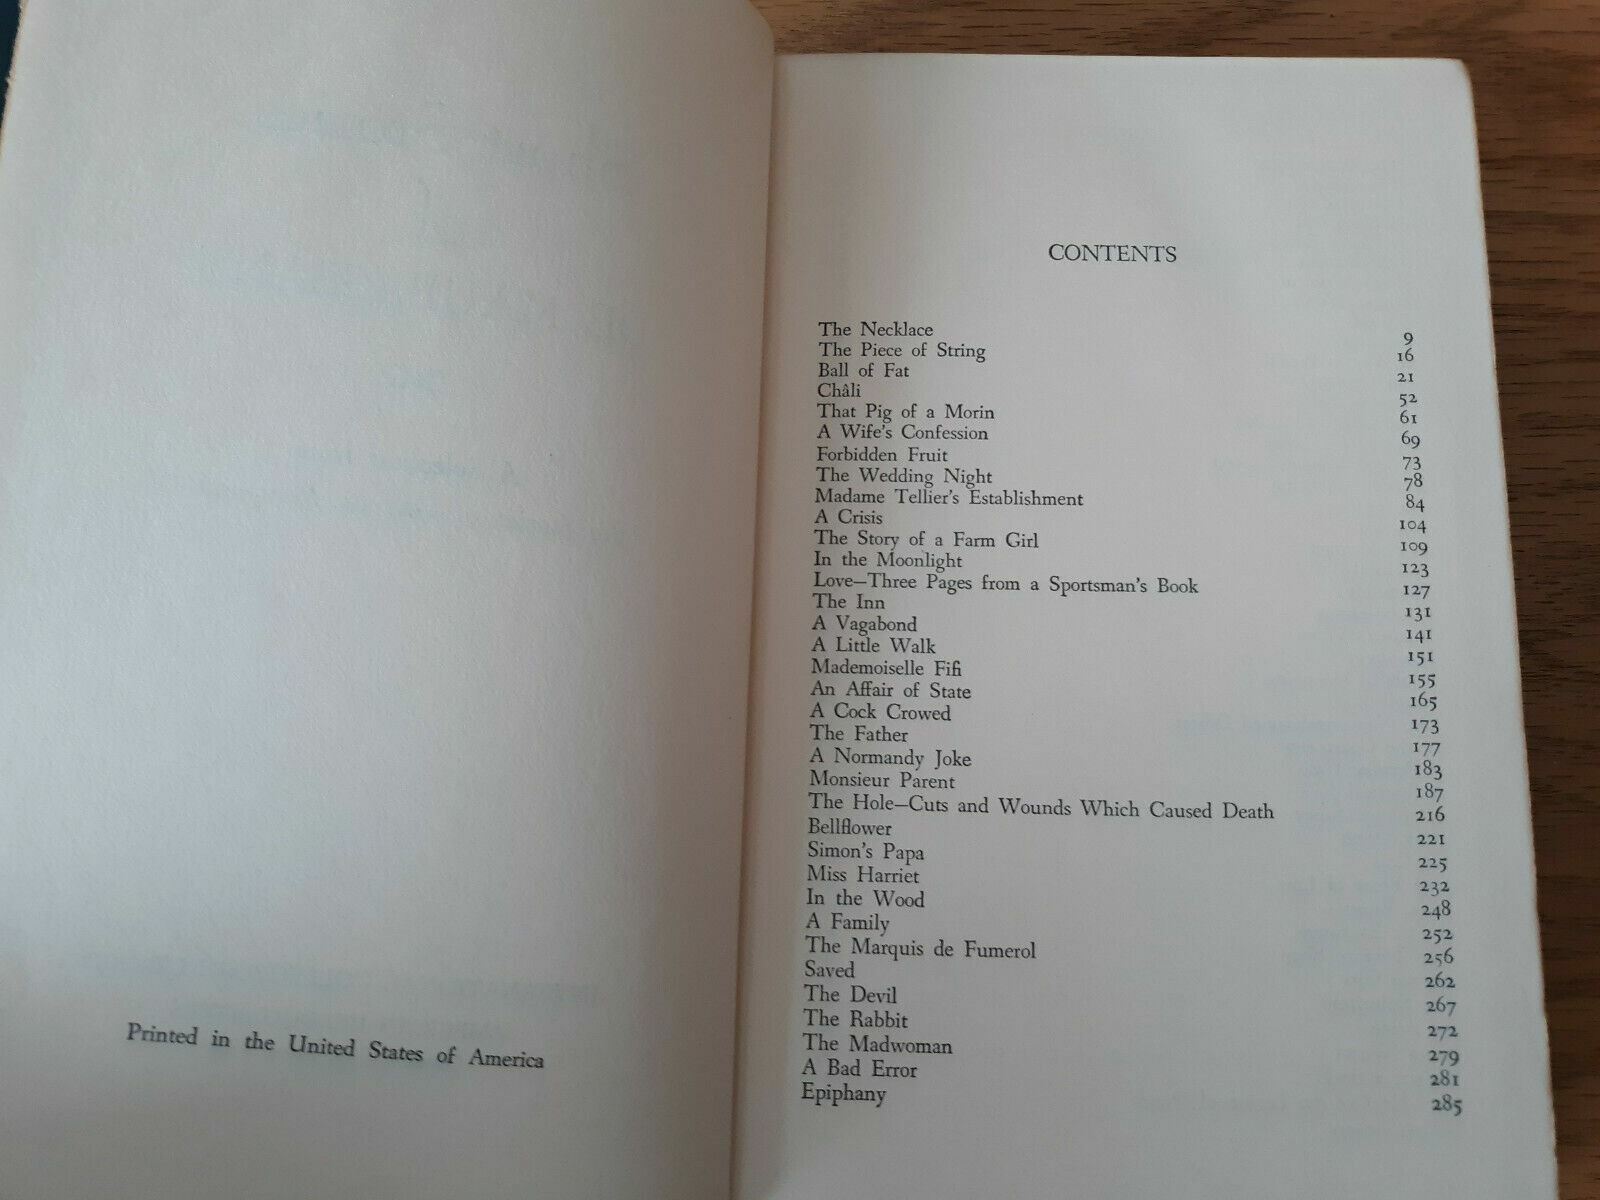 Printed in the United States of America
CONTENTS
The Necklace 9
The Piece of String 16
Ball of Fat 21
Châli 52
That Pig of a Morin 61
A Wife's Confession 69
Forbidden Fruit 73
The Wedding Night 78
Madame Tellier's Establishment 84
A Crisis 104
The Story of a Farm Girl 109
In the Moonlight 123
Love—Three Pages from a Sportsman's Book 127
The Inn 131
A Vagabond 141
A Little Walk 151
Mademoiselle Fifi 155
An Affair of State 165
A Cock Crowed 173
The Father 177
A Normandy Joke 183
Monsieur Parent 187
The Hole—Cuts and Wounds Which Caused Death 216
Bellflower 221
Simon's Papa 225
Miss Harriet 232
In the Wood 248
A Family 252
The Marquis de Fumerol 256
Saved 262
The Devil 267
The Rabbit 272
The Madwoman 279
A Bad Error 281
Epiphany 285